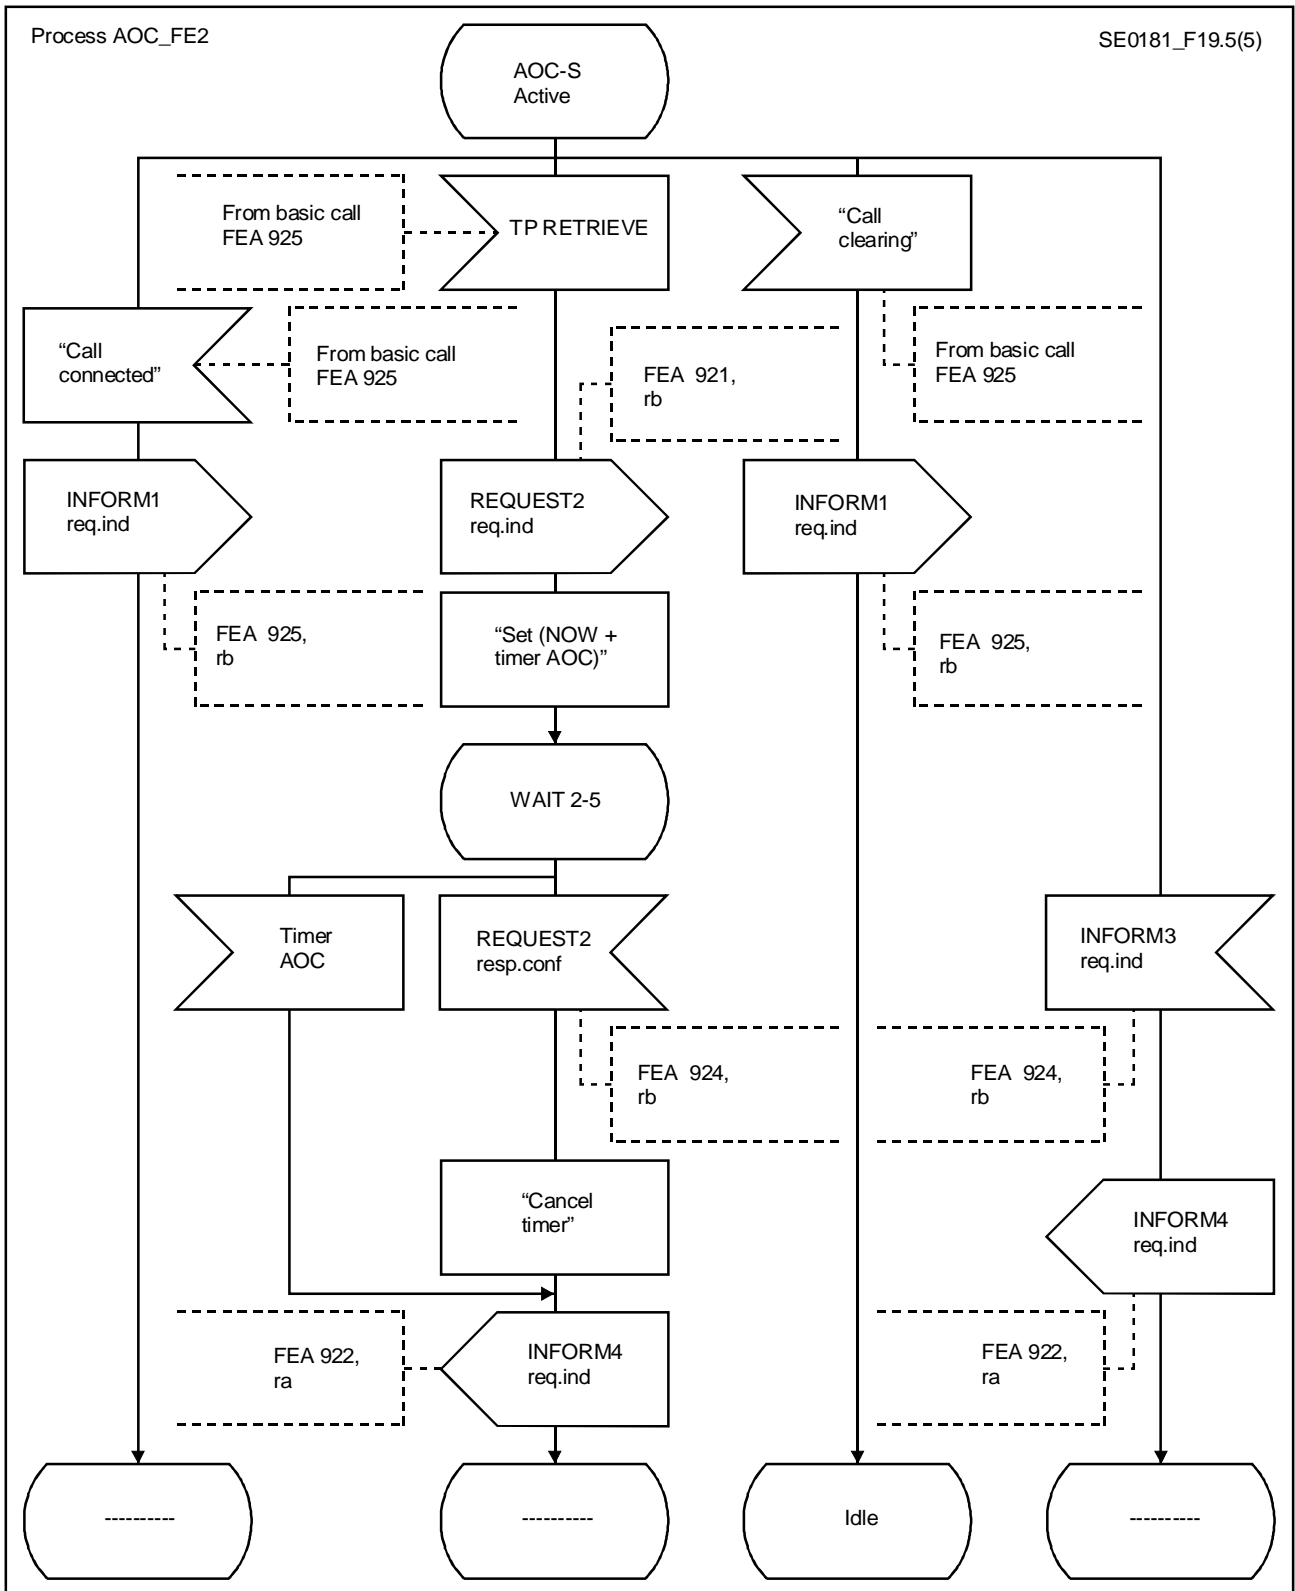 Process AOC_FE2
SE0181_F19.5(5)
AOC-S
Active
From basic call
FEA 925
TP RETRIEVE
“Call
clearing”
“Call
connected”
From basic call
FEA 925
FEA 921,
rb
From basic call
FEA 925
INFORM1
req.ind
REQUEST2
req.ind
INFORM1
req.ind
FEA 925,
rb
“Set (NOW +
timer AOC)”
FEA 925,
rb
WAIT 2-5
Timer
AOC
REQUEST2
resp.conf
INFORM3
req.ind
FEA 924,
rb
FEA 924,
rb
“Cancel
timer”
INFORM4
req.ind
FEA 922,
ra
INFORM4
req.ind
FEA 922,
ra
----------
----------
Idle
----------